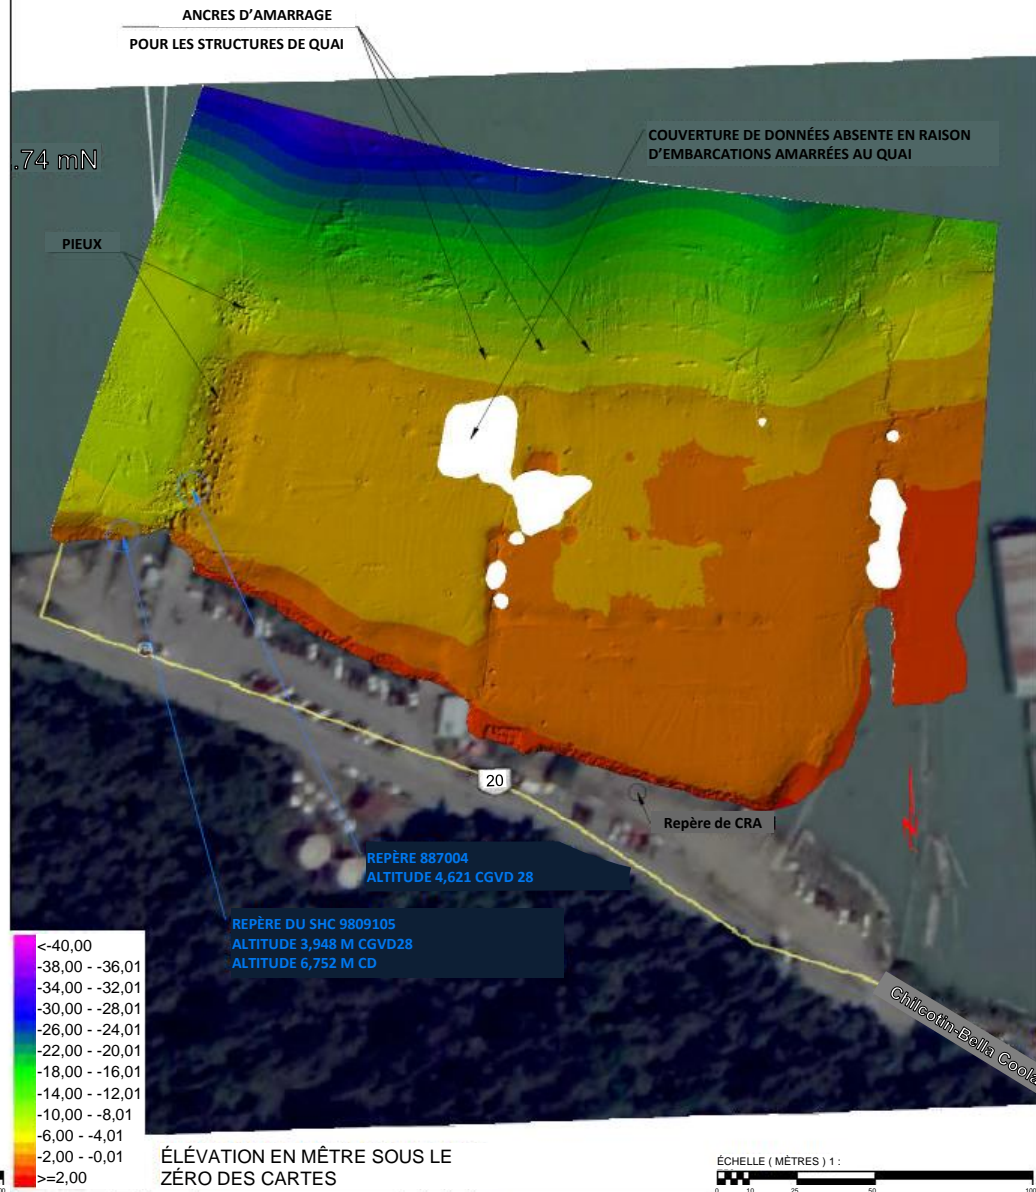 ANCRES D'AMARRAGE
POUR LES STRUCTURES DE QUAI
COUVERTURE DE DONNÉES ABSENTE EN RAISON
D'EMBARCATIONS AMARRÉES AU QUAI
.74 mN
PIEUX
20
Repère de CRA
REPÈRE 887004
ALTITUDE 4,621 CGVD 28
REPÈRE DU SHC 9809105
ALTITUDE 3,948 M CGVD28
ALTITUDE 6,752 M CD
Chilcotin-Bella Coola
<-40,00
-38,00 - -36,01
-34,00 - -32,01
-30,00 - -28,01
-26,00 - -24,01
-22,00 - -20,01
-18,00 - -16,01
-14,00 - -12,01
-10,00 - -8,01
-6,00 - -4,01
-2,00 - -0,01
>=2,00
ÉLÉVATION EN MÊTRE SOUS LE
ZÉRO DES CARTES
ÉCHELLE ( MÈTRES ) 1 :
0 10 25 50 100